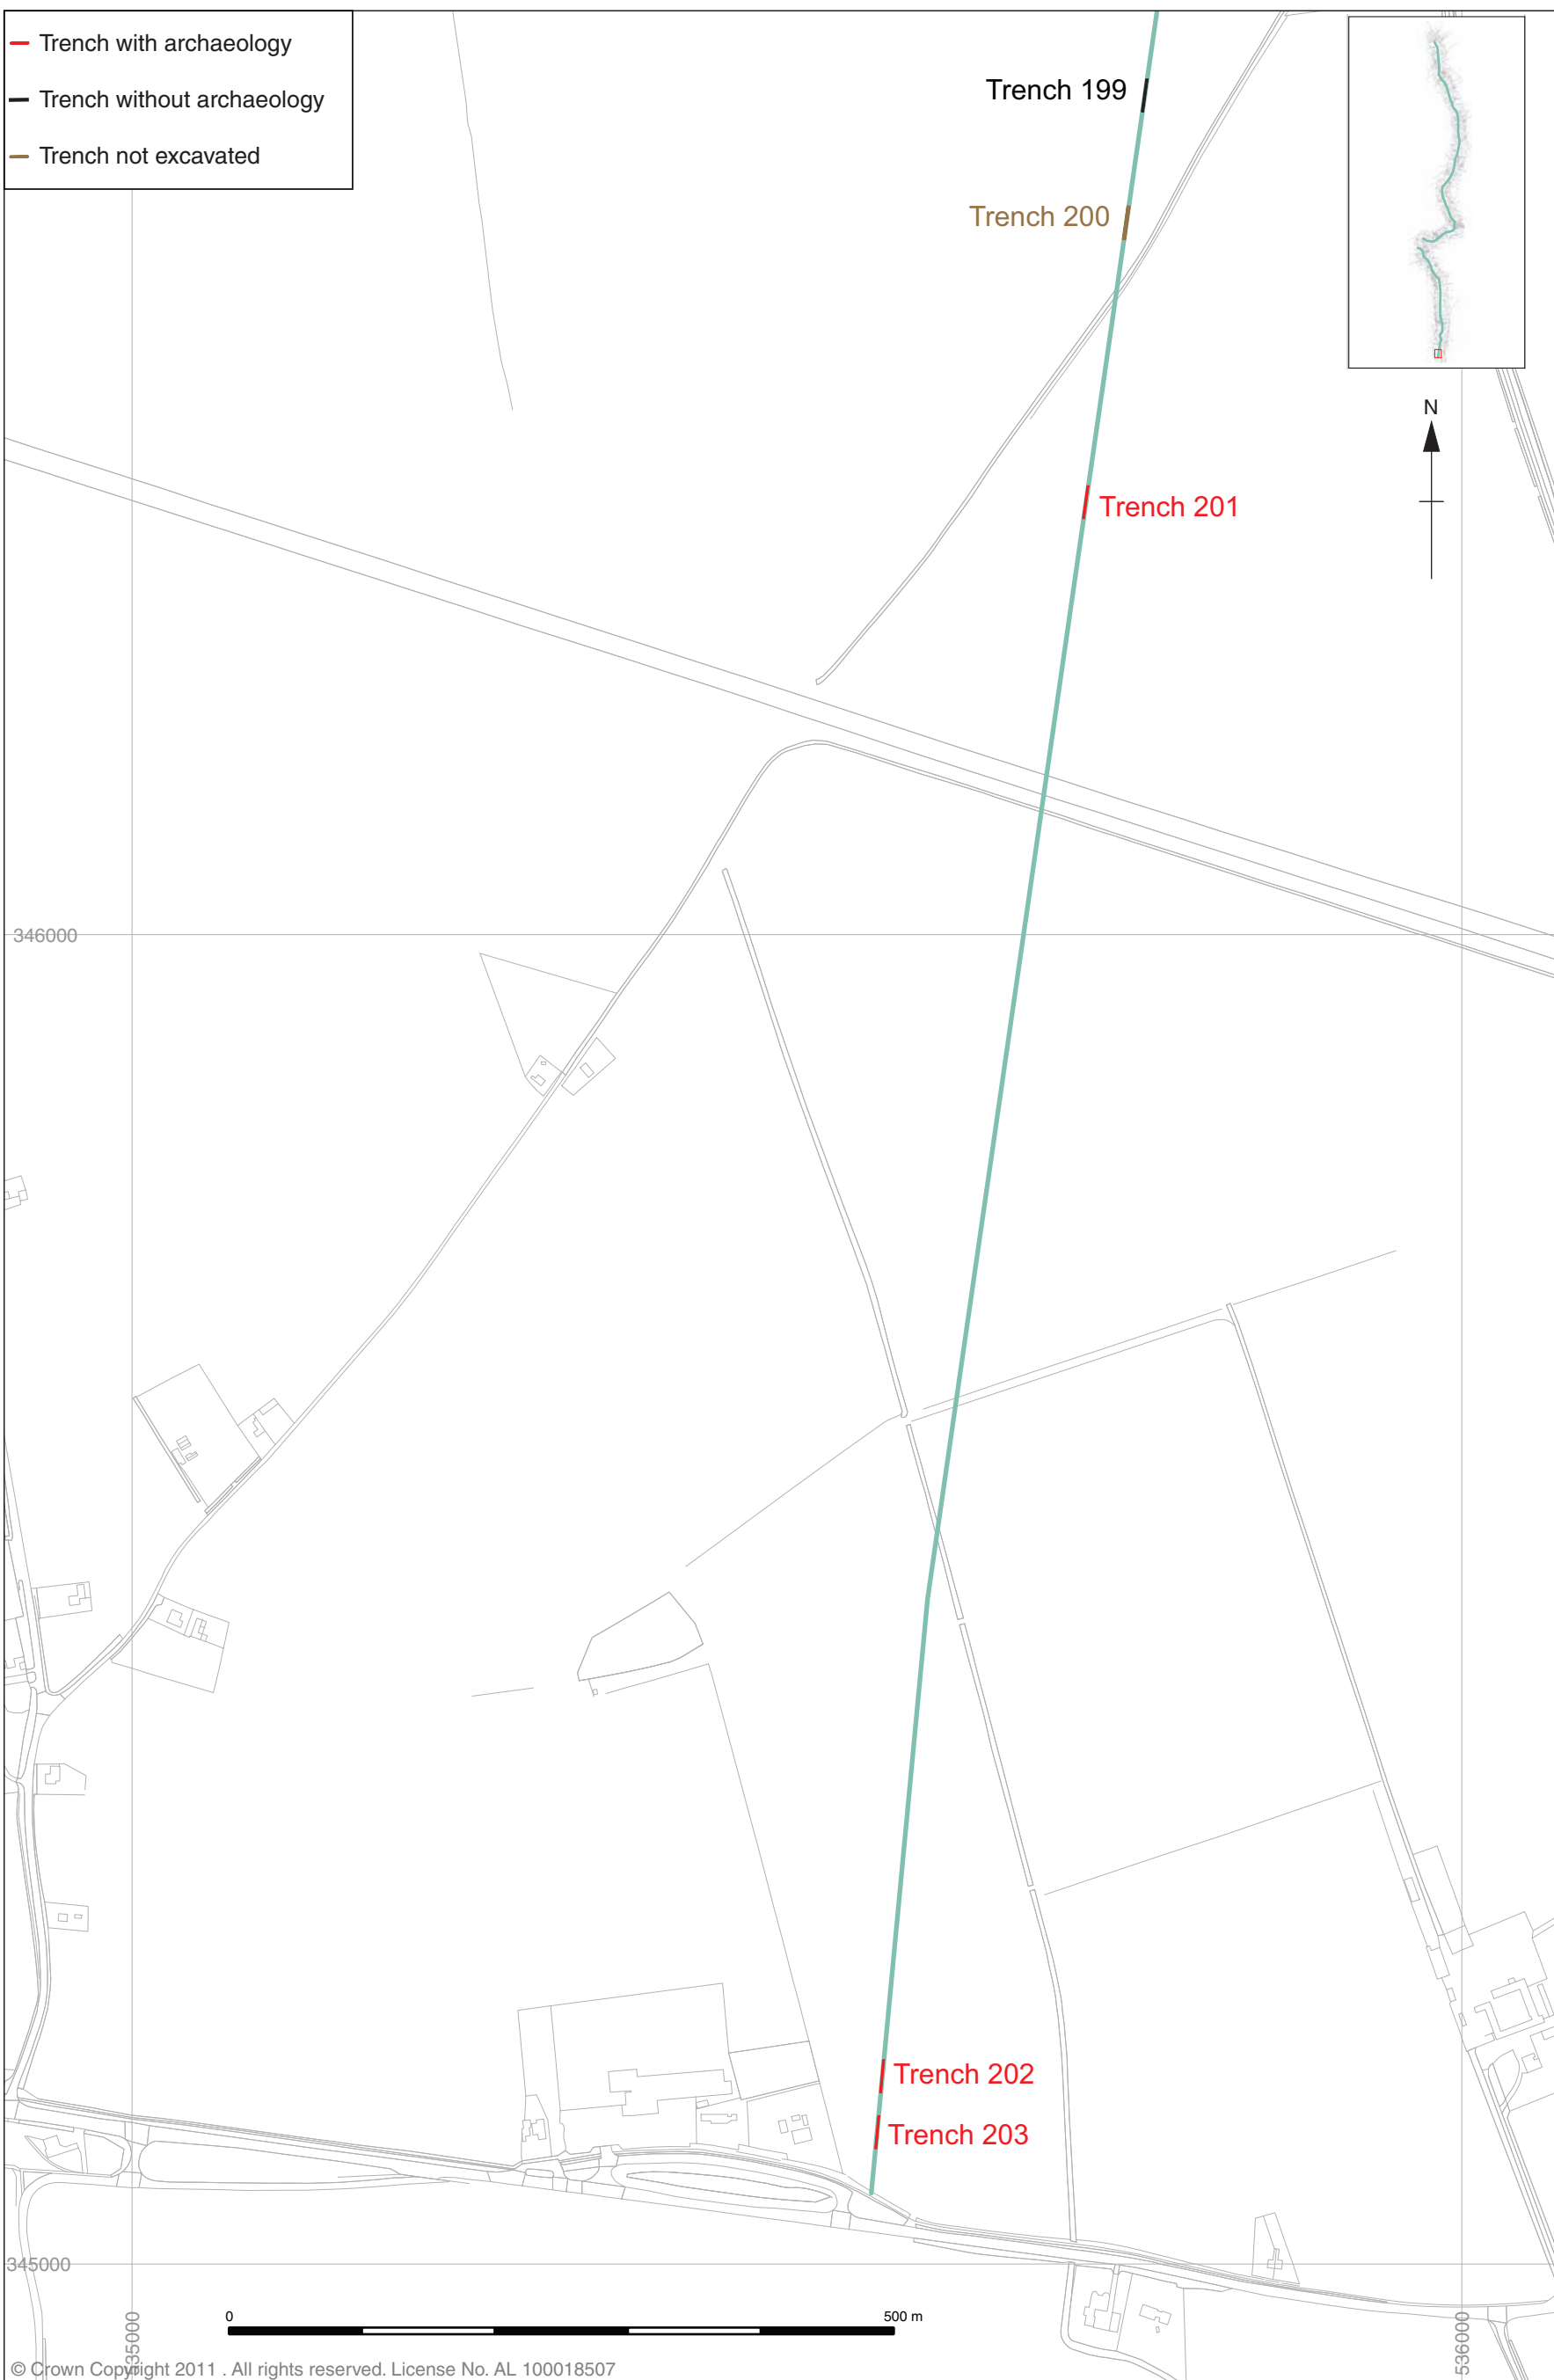 Trench with archaeology
Trench without archaeology
Trench not excavated
Trench 199
Trench 200
N
Trench 201
346000
Trench 202
Trench 203
345000
0
500 m
535000
536000
© Crown Copyright 2011 . All rights reserved. License No. AL 100018507